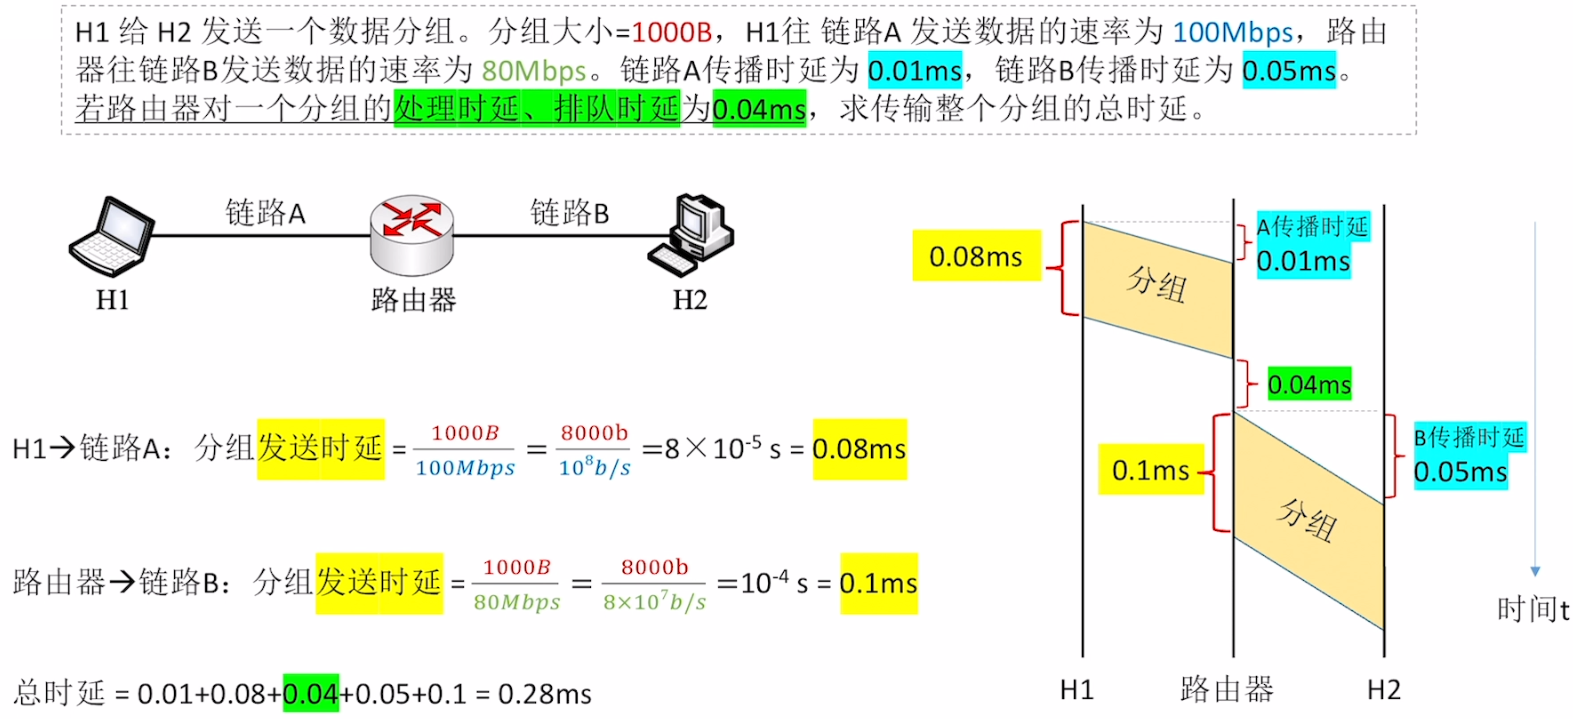 H1 给 H2 发送一个数据分组。分组大小=1000B，H1往 链路A 发送数据的速率为 100Mbps，路由
器往链路B发送数据的速率为 80Mbps。链路A传播时延为 0.01ms，链路B传播时延为 0.05ms。
若路由器对一个分组的处理时延、排队时延为0.04ms，求传输整个分组的总时延。
链路A
链路B
H1
路由器
H2
H1→链路A：分组发送时延 = 1000B/100Mbps = 8000b/10⁸b/s =8×10⁻⁵ s = 0.08ms
路由器→链路B：分组发送时延 = 1000B/80Mbps = 8000b/8×10⁷b/s =10⁻⁴ s = 0.1ms
总时延 = 0.01+0.08+0.04+0.05+0.1 = 0.28ms
0.08ms
分组
A传播时延
0.01ms
0.04ms
0.1ms
分组
B传播时延
0.05ms
时间t
H1
路由器
H2